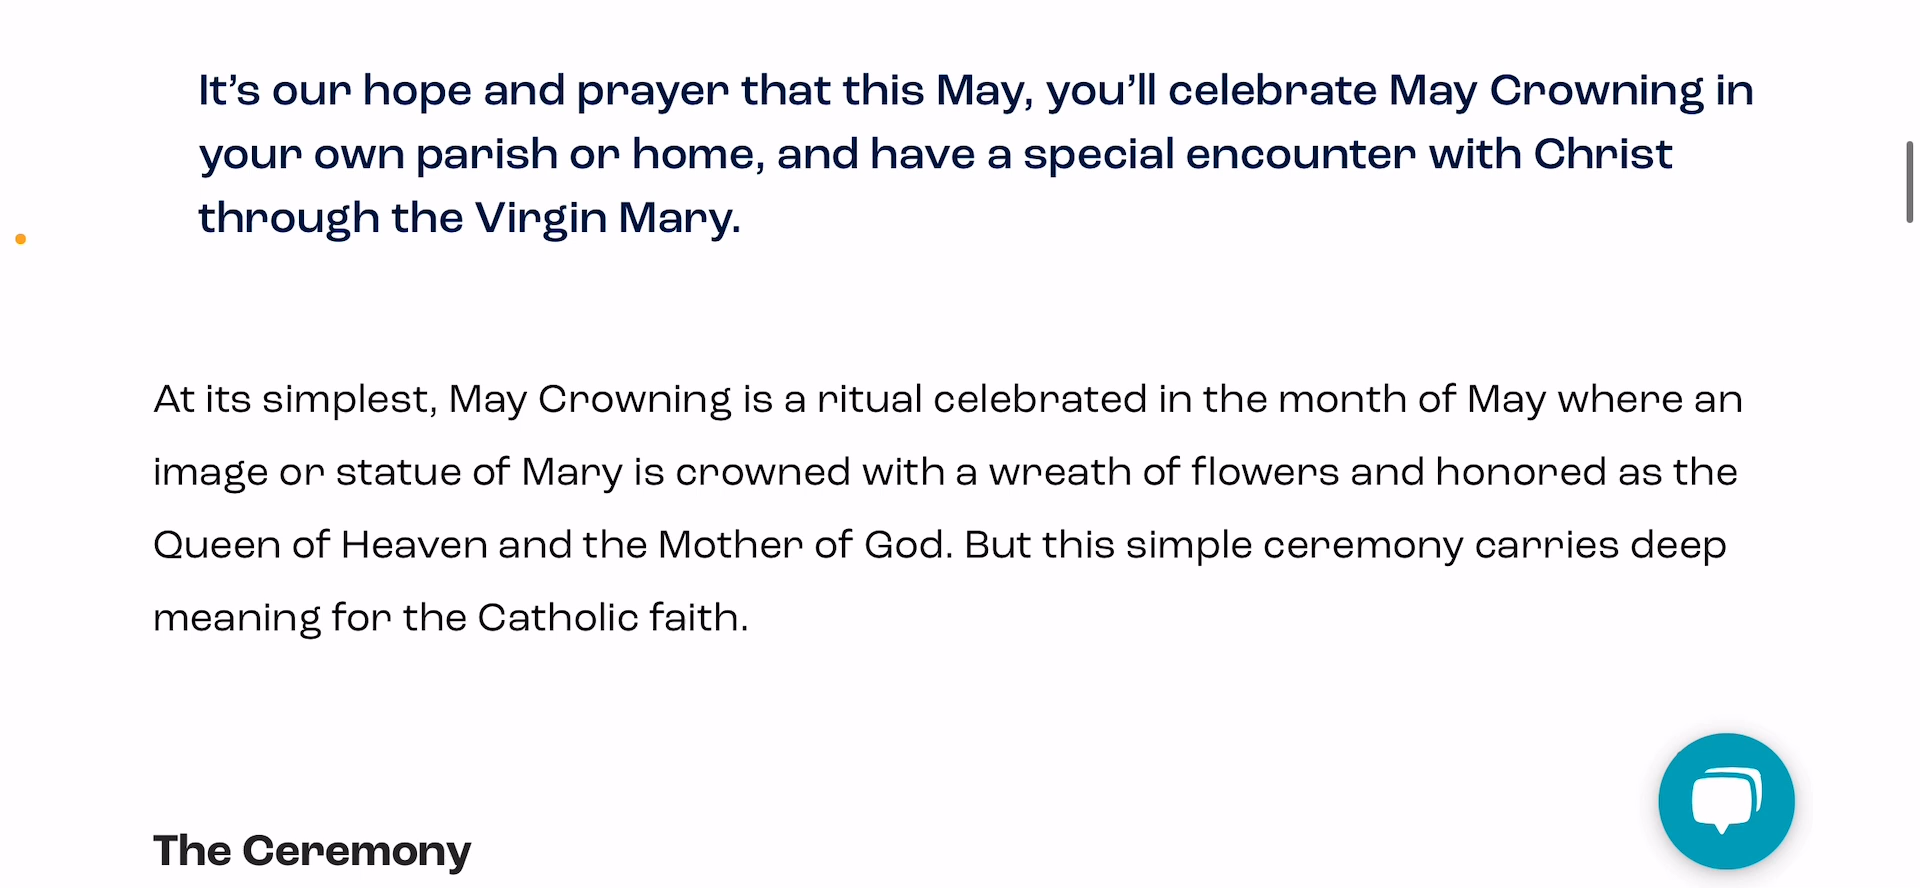 It’s our hope and prayer that this May, you’ll celebrate May Crowning in
your own parish or home, and have a special encounter with Christ
through the Virgin Mary.
At its simplest, May Crowning is a ritual celebrated in the month of May where an
image or statue of Mary is crowned with a wreath of flowers and honored as the
Queen of Heaven and the Mother of God. But this simple ceremony carries deep
meaning for the Catholic faith.
The Ceremony